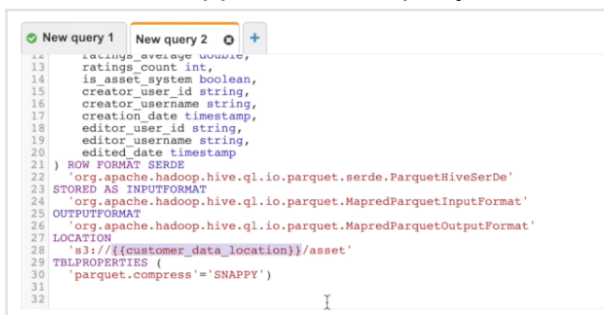 New query 1 New query 2 +
12 ratings_average double,
13 ratings_count int,
14 is_asset_system boolean,
15 creator_user_id string,
16 creator_username string,
17 creation_date timestamp,
18 editor_user_id string,
19 editor_username string,
20 edited_date timestamp
21 ) ROW FORMAT SERDE
22 'org.apache.hadoop.hive.ql.io.parquet.serde.ParquetHiveSerDe'
23 STORED AS INPUTFORMAT
24 'org.apache.hadoop.hive.ql.io.parquet.MapredParquetInputFormat'
25 OUTPUTFORMAT
26 'org.apache.hadoop.hive.ql.io.parquet.MapredParquetOutputFormat'
27 LOCATION
28 's3://{{customer_data_location}}/asset'
29 TBLPROPERTIES (
30 'parquet.compress'='SNAPPY')
31
32